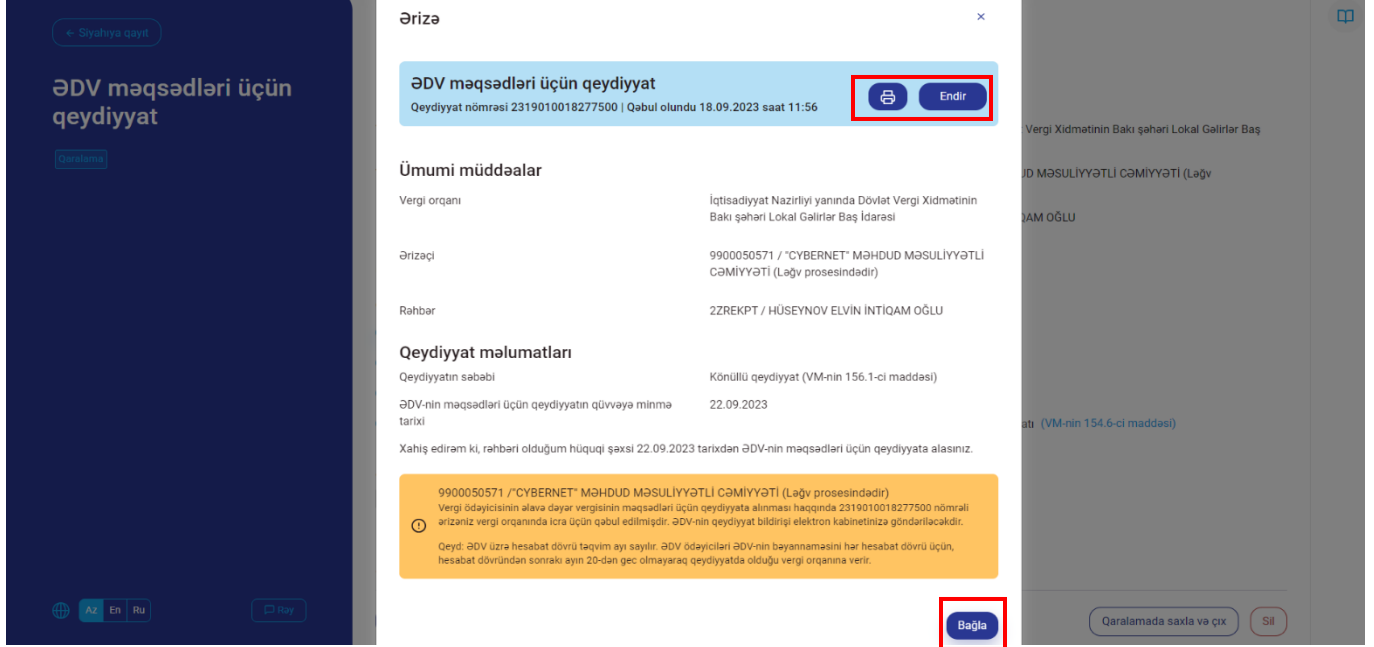 ← Siyahıya qayıt
ƏDV məqsədləri üçün
qeydiyyat
Qaralama
Az En Ru
Rəy
Ərizə
×
ƏDV məqsədləri üçün qeydiyyat
Qeydiyyat nömrəsi 2319010018277500 | Qəbul olundu 18.09.2023 saat 11:56
Endir
Ümumi müddəalar
Vergi orqanı
İqtisadiyyat Nazirliyi yanında Dövlət Vergi Xidmətinin
Bakı şəhəri Lokal Gəlirlər Baş İdarəsi
Ərizəçi
9900050571 / "CYBERNET" MƏHDUD MƏSULİYYƏTLİ
CƏMİYYƏTİ (Ləğv prosesindədir)
Rəhbər
2ZREKPT / HÜSEYNOV ELVİN İNTİQAM OĞLU
Qeydiyyat məlumatları
Qeydiyyatın səbəbi
Könüllü qeydiyyat (VM-nin 156.1-ci maddəsi)
ƏDV-nin məqsədləri üçün qeydiyyatın qüvvəyə minmə
tarixi
22.09.2023
Xahiş edirəm ki, rəhbəri olduğum hüquqi şəxsi 22.09.2023 tarixdən ƏDV-nin məqsədləri üçün qeydiyyata alasınız.
9900050571 /"CYBERNET" MƏHDUD MƏSULİYYƏTLİ CƏMİYYƏTİ (Ləğv prosesindədir)
Vergi ödəyicisinin əlavə dəyər vergisinin məqsədləri üçün qeydiyyata alınması haqqında 2319010018277500 nömrəli
ərizəniz vergi orqanında icra üçün qəbul edilmişdir. ƏDV-nin qeydiyyat bildirişi elektron kabinetinizə göndəriləcəkdir.
Qeyd: ƏDV üzrə hesabat dövrü təqvim ayı sayılır. ƏDV ödəyiciləri ƏDV-nin bəyannaməsini hər hesabat dövrü üçün,
hesabat dövründən sonrakı ayın 20-dən gec olmayaraq qeydiyyatda olduğu vergi orqanına verir.
Bağla
Vergi Xidmətinin Bakı şəhəri Lokal Gəlirlər Baş
UD MƏSULİYYƏTLİ CƏMİYYƏTİ (Ləğv
QAM OĞLU
atı (VM-nin 154.6-ci maddəsi)
Qaralamada saxla və çıx
Sil